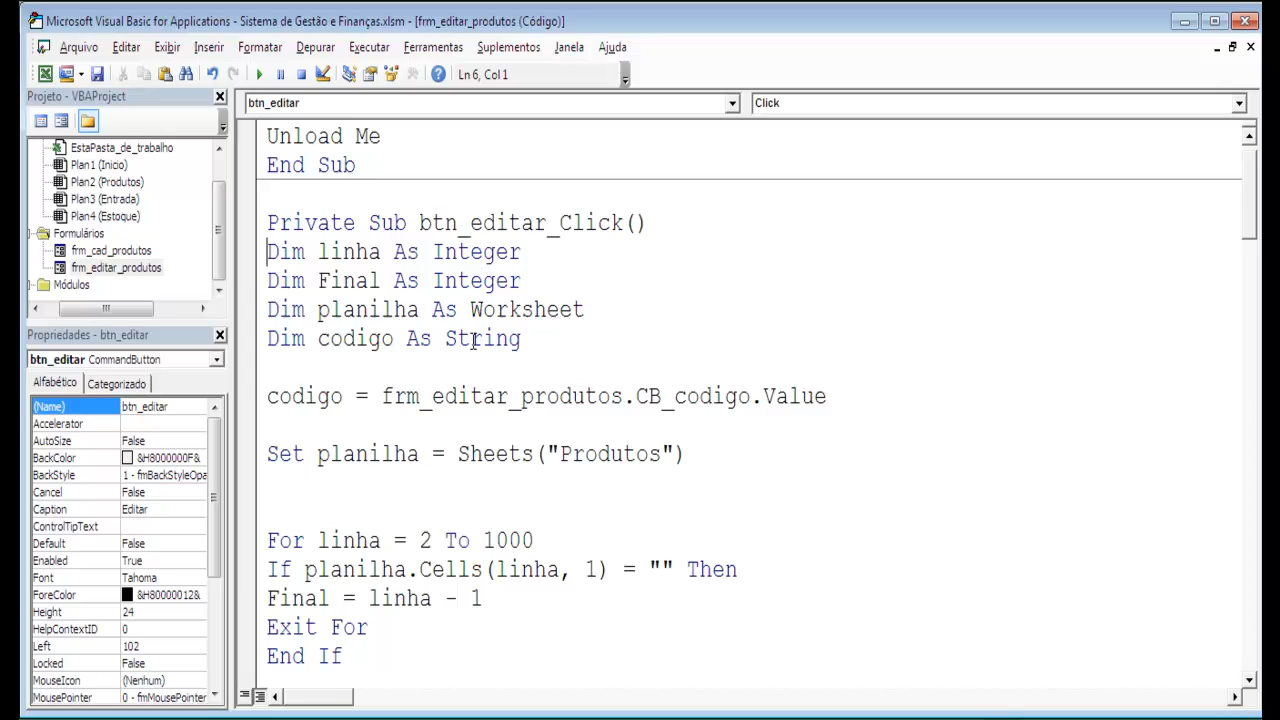 Microsoft Visual Basic for Applications - Sistema de Gestão e Finanças.xlsm - [frm_editar_produtos (Código)]
Arquivo Editar Exibir Inserir Formatar Depurar Executar Ferramentas Suplementos Janela Ajuda
Ln 6, Col 1
Projeto - VBAProject
EstaPasta_de_trabalho
Plan1 (Inicio)
Plan2 (Produtos)
Plan3 (Entrada)
Plan4 (Estoque)
Formulários
frm_cad_produtos
frm_editar_produtos
Módulos
Propriedades - btn_editar
btn_editar CommandButton
Alfabético Categorizado
(Name) btn_editar
Accelerator
AutoSize False
BackColor &H8000000F&
BackStyle 1 - fmBackStyleOpa
Cancel False
Caption Editar
ControlTipText
Default False
Enabled True
Font Tahoma
ForeColor &H80000012&
Height 24
HelpContextID 0
Left 102
Locked False
MouseIcon (Nenhum)
MousePointer 0 - fmMousePointer
btn_editar Click
Unload Me
End Sub
Private Sub btn_editar_Click()
Dim linha As Integer
Dim Final As Integer
Dim planilha As Worksheet
Dim codigo As String
codigo = frm_editar_produtos.CB_codigo.Value
Set planilha = Sheets("Produtos")
For linha = 2 To 1000
If planilha.Cells(linha, 1) = "" Then
Final = linha - 1
Exit For
End If